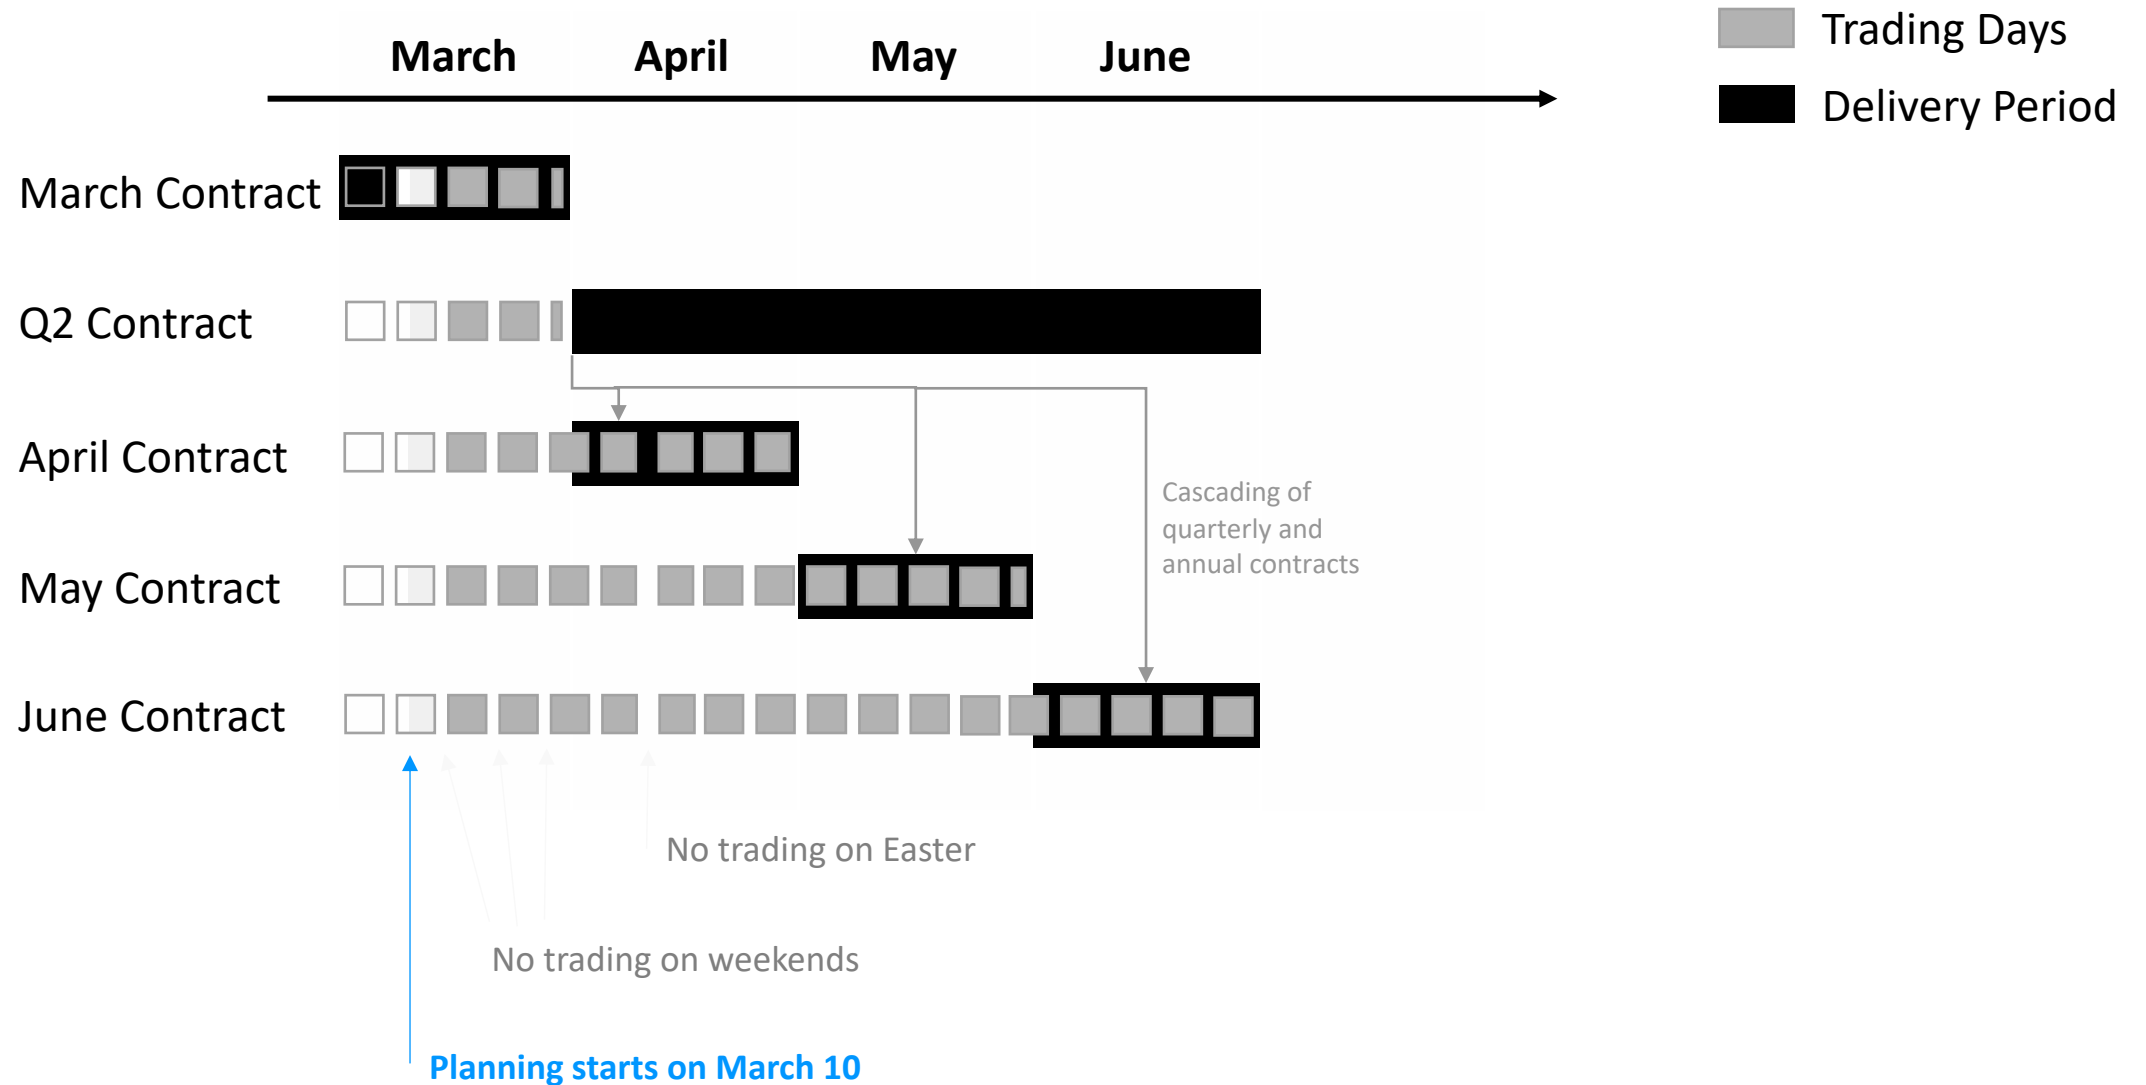 March April May June
Trading Days
Delivery Period
March Contract
Q2 Contract
April Contract
Cascading of
quarterly and
annual contracts
May Contract
June Contract
No trading on Easter
No trading on weekends
Planning starts on March 10